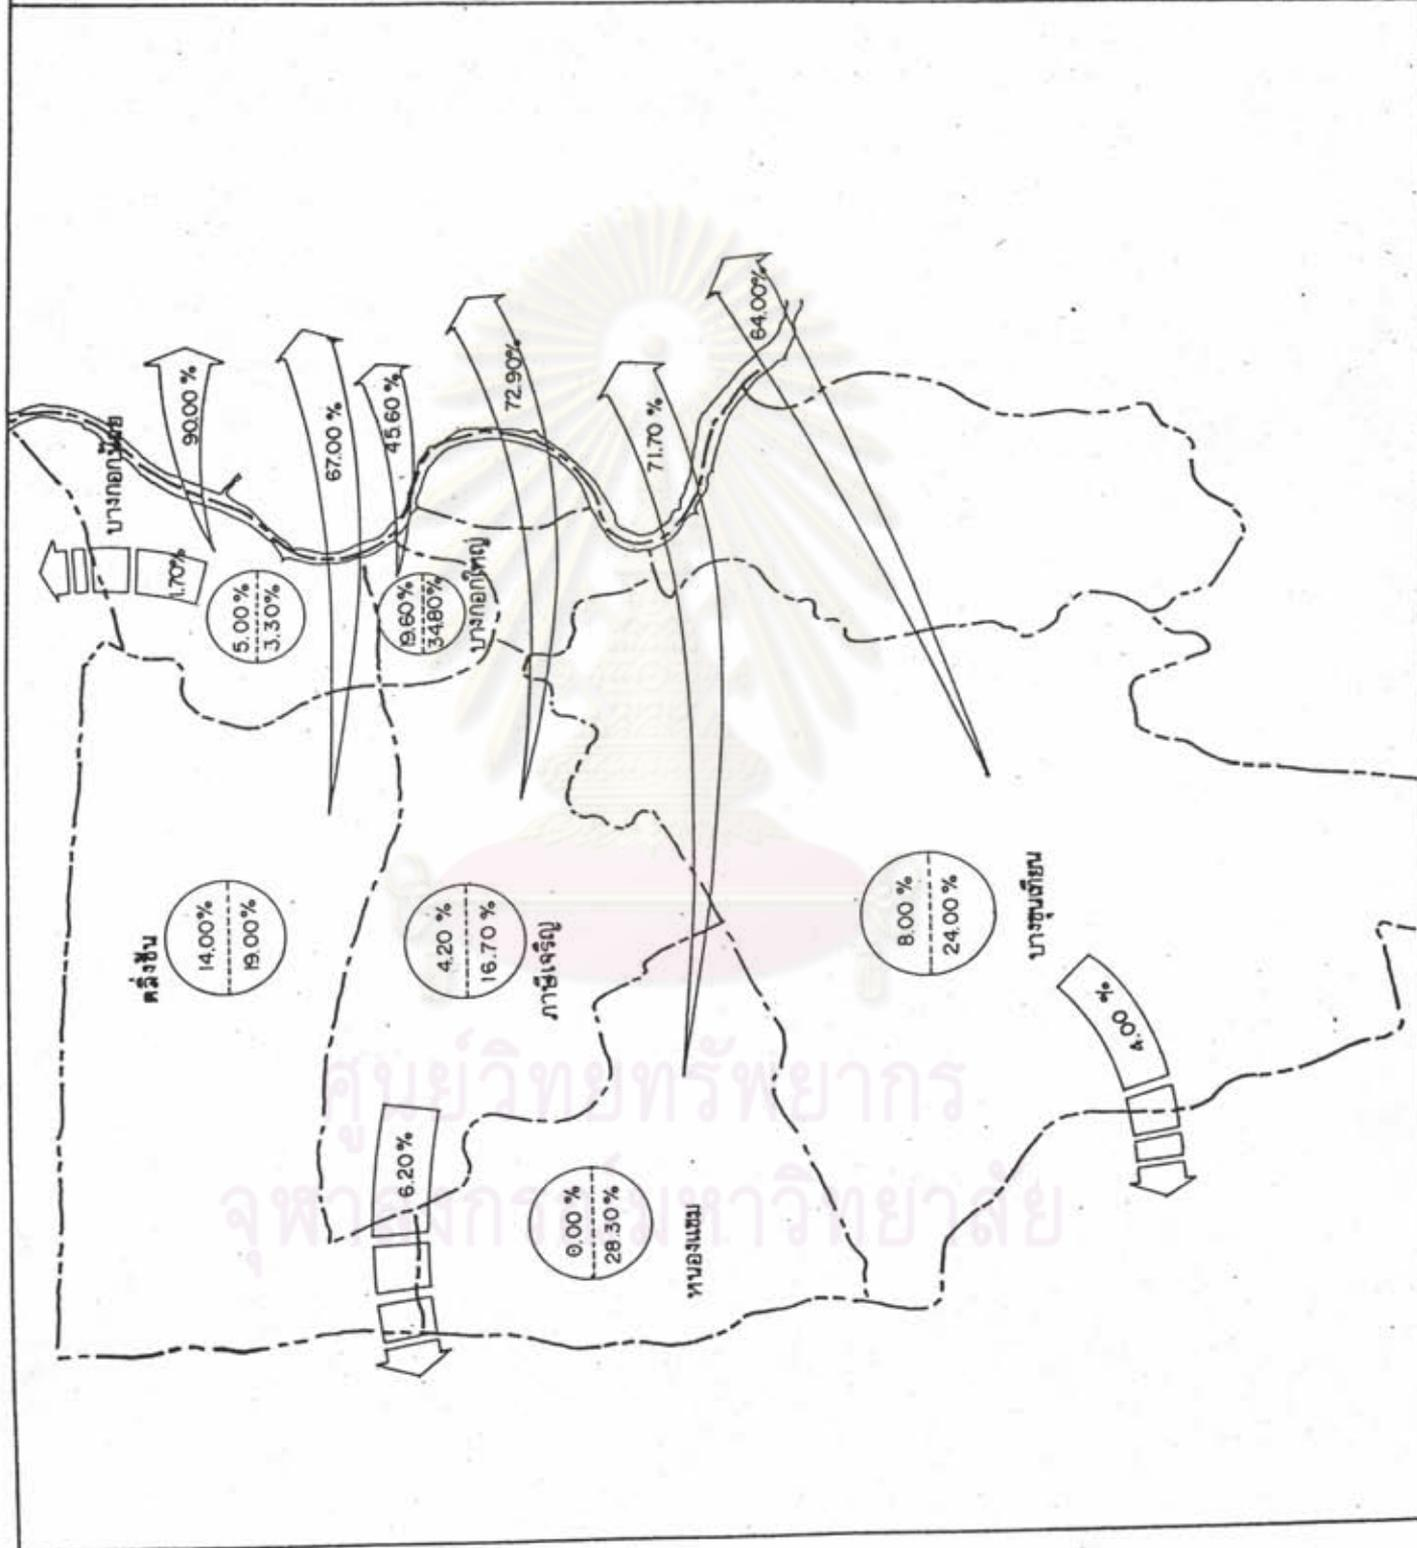 บางกอกน้อย
90.00 %
1.70%
5.00 %
3.30%
67.00 %
45.60 %
19.60%
34.80%
บางกอกใหญ่
72.90%
71.70 %
64.00%
ตลิ่งชัน
14.00%
19.00%
4.20 %
16.70 %
ภาษีเจริญ
8.00 %
24.00 %
บางขุนเทียน
6.20%
0.00 %
28.30%
หนองแขม
4.00 %
ศูนย์วิทยทรัพยากร
จุฬาลงกรณ์มหาวิทยาลัย